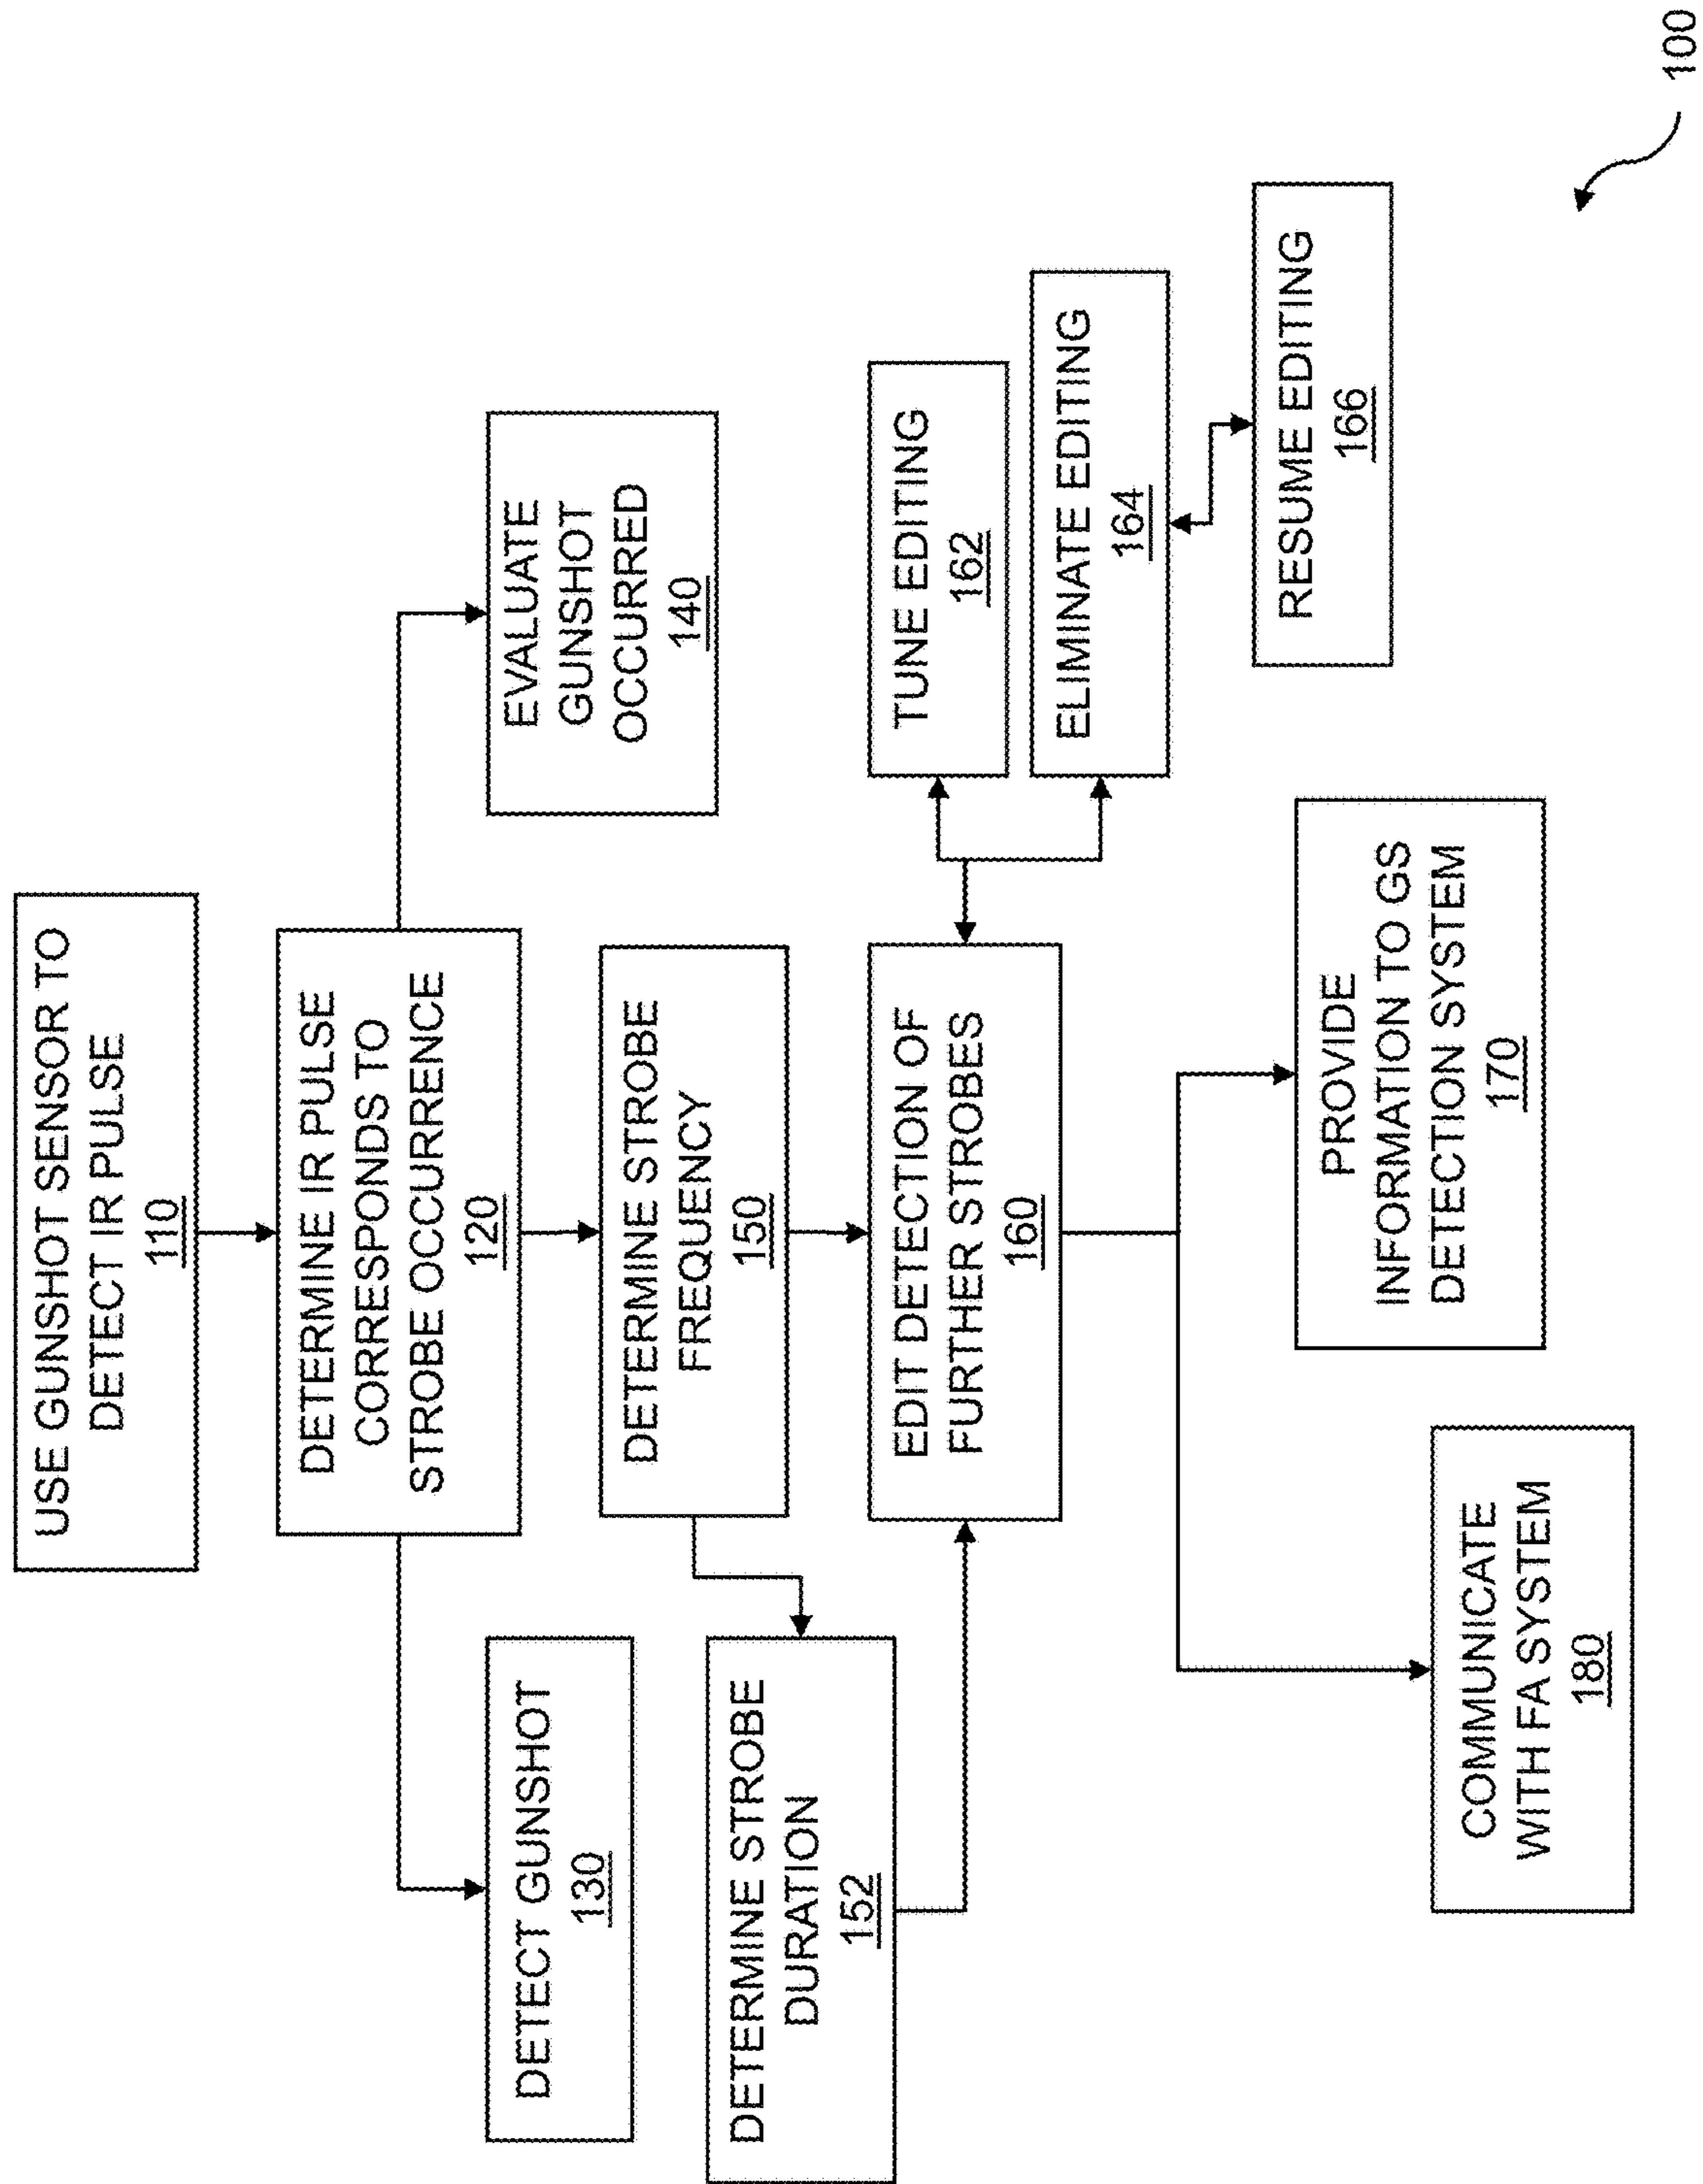 USE GUNSHOT SENSOR TO
DETECT IR PULSE
110
DETERMINE IR PULSE
CORRESPONDS TO
STROBE OCCURRENCE
120
DETECT GUNSHOT
130
EVALUATE
GUNSHOT
OCCURRED
140
DETERMINE STROBE
FREQUENCY
150
DETERMINE STROBE
DURATION
152
EDIT DETECTION OF
FURTHER STROBES
160
TUNE EDITING
162
ELIMINATE EDITING
164
RESUME EDITING
166
PROVIDE
INFORMATION TO GS
DETECTION SYSTEM
170
COMMUNICATE
WITH FA SYSTEM
180
100